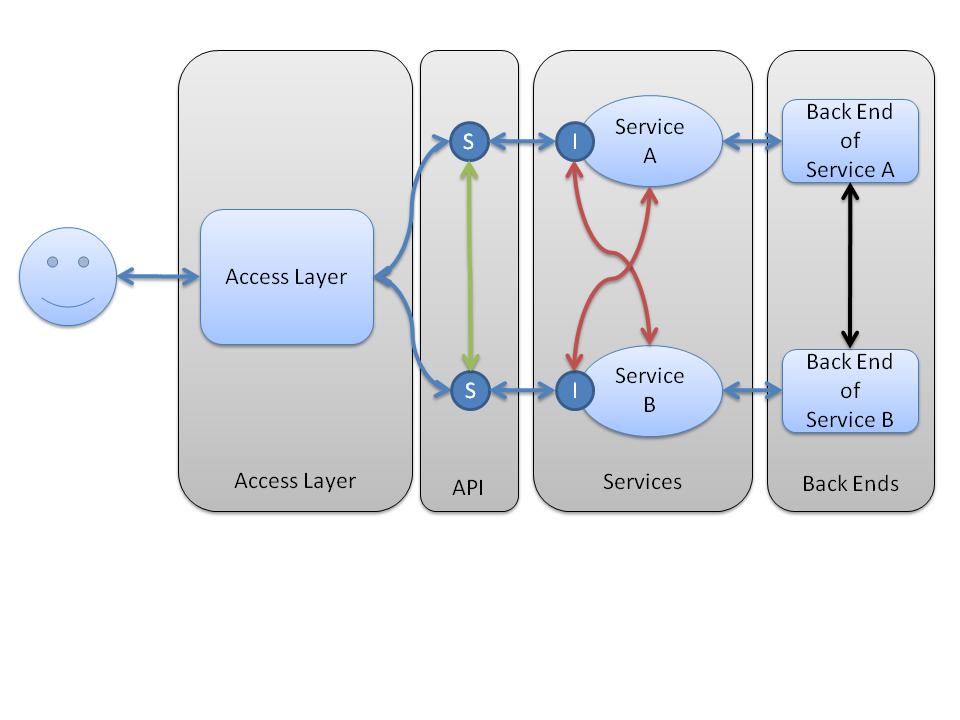 Access Layer
Access Layer
S
S
API
I
Service
A
I
Service
B
Services
Back End
of
Service A
Back End
of
Service B
Back Ends